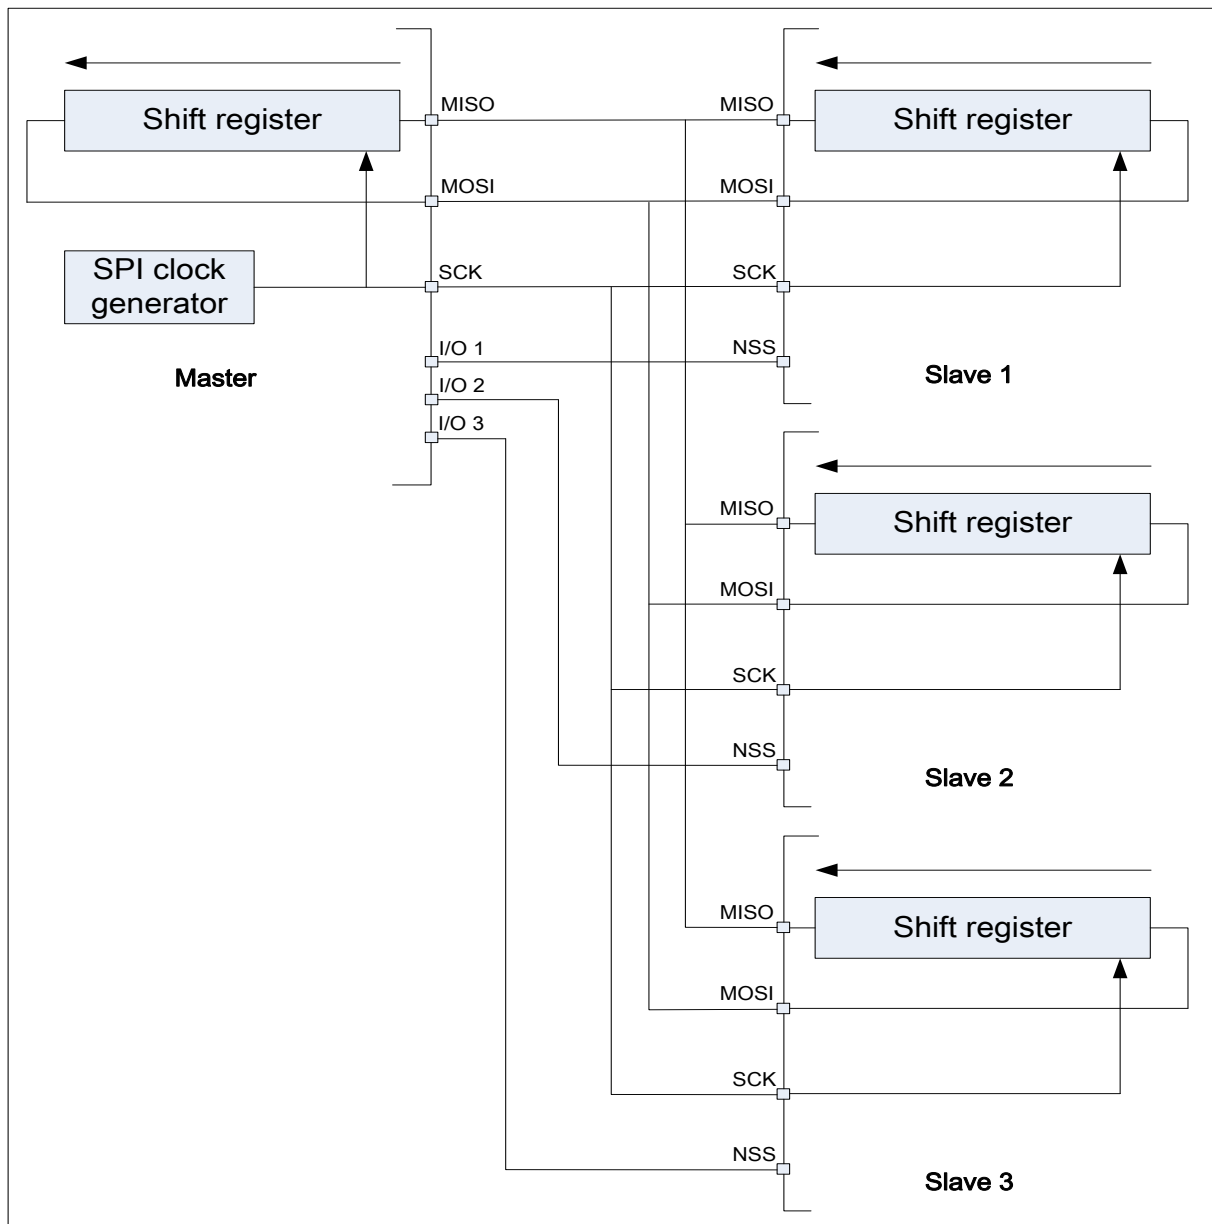 Shift register
MISO
MOSI
SPI clock
generator
SCK
I/O 1
I/O 2
I/O 3
Master
MISO
Shift register
MOSI
SCK
NSS
Slave 1
MISO
Shift register
MOSI
SCK
NSS
Slave 2
MISO
Shift register
MOSI
SCK
NSS
Slave 3